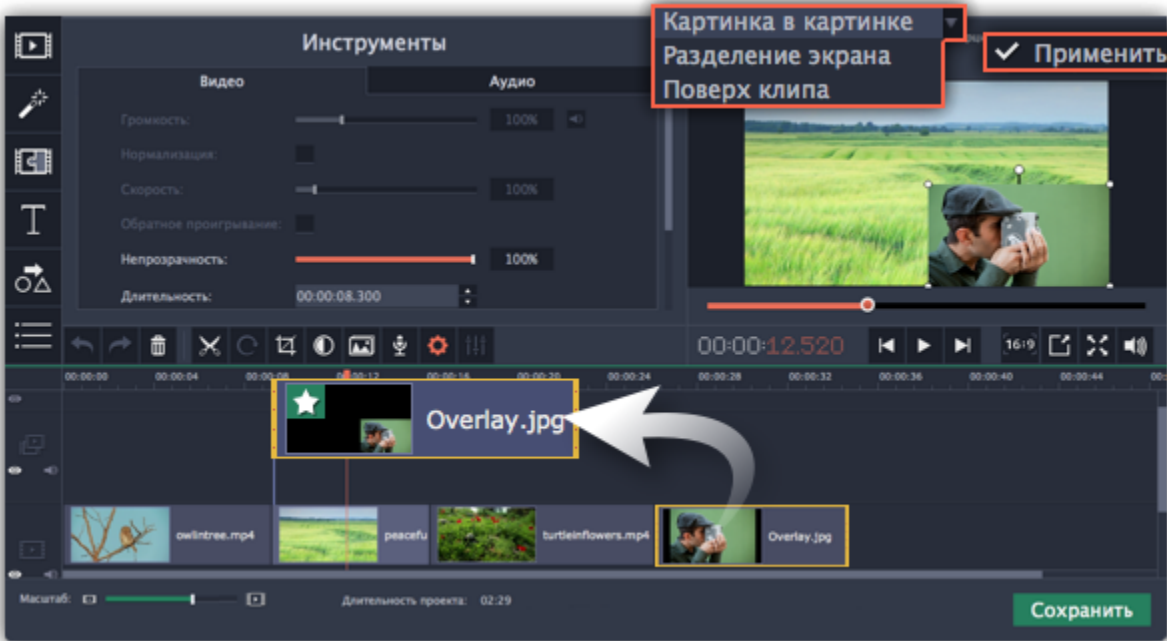 Картинка в картинке
Разделение экрана
Поверх клипа
Применить
Инструменты
Видео
Аудио
Громкость: 100%
Нормализация:
Скорость: 100%
Обратное проигрывание:
Непрозрачность: 100%
Длительность: 00:00:08.300
00:00:12.520
16:9
00:00:00 00:00:04 00:00:08 00:00:12 00:00:16 00:00:20 00:00:24 00:00:28 00:00:32 00:00:36 00:00:40 00:00:44 00:
Overlay.jpg
owlintree.mp4
peacefu
turtleinflowers.mp4
Overlay.jpg
Масштаб:
Длительность проекта: 02:29
Сохранить